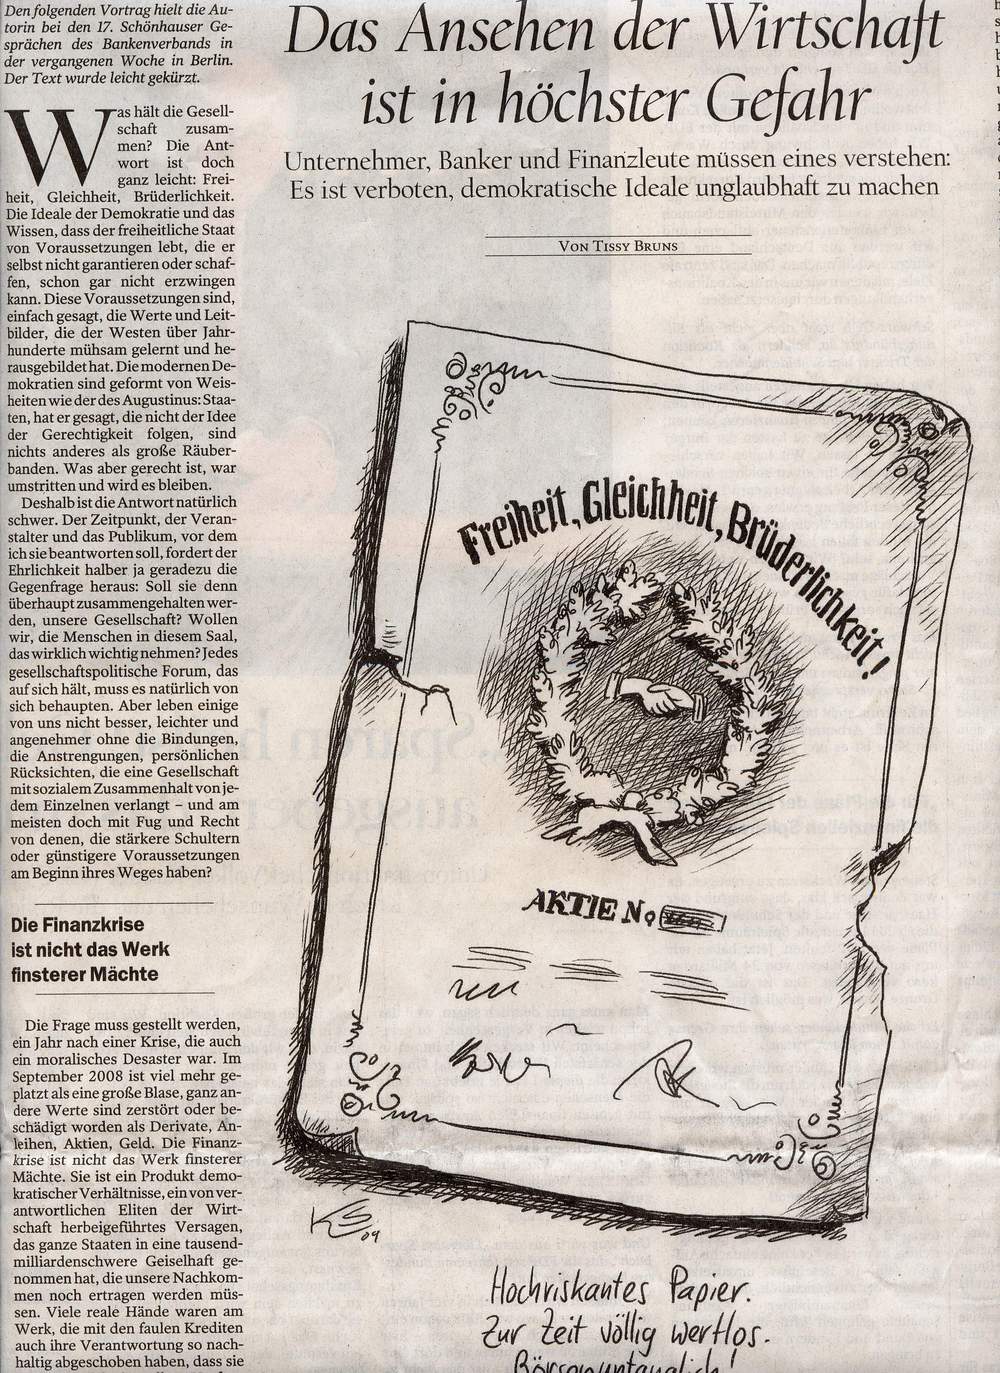 Den folgenden Vortrag hielt die Au-
torin bei den 17. Schönhauser Ge-
sprächen des Bankenverbands in
der vergangenen Woche in Berlin.
Der Text wurde leicht gekürzt.
Was hält die Gesell-
schaft zusam-
men? Die Ant-
wort ist doch
ganz leicht: Frei-
heit, Gleichheit, Brüderlichkeit.
Die Ideale der Demokratie und das
Wissen, dass der freiheitliche Staat
von Voraussetzungen lebt, die er
selbst nicht garantieren oder schaf-
fen, schon gar nicht erzwingen
kann. Diese Voraussetzungen sind,
einfach gesagt, die Werte und Leit-
bilder, die der Westen über Jahr-
hunderte mühsam gelernt und he-
rausgebildet hat. Die modernen De-
mokratien sind geformt von Weis-
heiten wie der des Augustinus: Staa-
ten, hat er gesagt, die nicht der Idee
der Gerechtigkeit folgen, sind
nichts anderes als große Räuber-
banden. Was aber gerecht ist, war
umstritten und wird es bleiben.
Deshalb ist die Antwort natürlich
schwer. Der Zeitpunkt, der Veran-
stalter und das Publikum, vor dem
ich sie beantworten soll, fordert der
Ehrlichkeit halber ja geradezu die
Gegenfrage heraus: Soll sie denn
überhaupt zusammengehalten wer-
den, unsere Gesellschaft? Wollen
wir, die Menschen in diesem Saal,
das wirklich wichtig nehmen? Jedes
gesellschaftspolitische Forum, das
auf sich hält, muss es natürlich von
sich behaupten. Aber leben einige
von uns nicht besser, leichter und
angenehmer ohne die Bindungen,
die Anstrengungen, persönlichen
Rücksichten, die eine Gesellschaft
mit sozialem Zusammenhalt von je-
dem Einzelnen verlangt – und am
meisten doch mit Fug und Recht
von denen, die stärkere Schultern
oder günstigere Voraussetzungen
am Beginn ihres Weges haben?
Die Finanzkrise
ist nicht das Werk
finsterer Mächte
Die Frage muss gestellt werden,
ein Jahr nach einer Krise, die auch
ein moralisches Desaster war. Im
September 2008 ist viel mehr ge-
platzt als eine große Blase, ganz an-
dere Werte sind zerstört oder be-
schädigt worden als Derivate, An-
leihen, Aktien, Geld. Die Finanz-
krise ist nicht das Werk finsterer
Mächte. Sie ist ein Produkt demo-
kratischer Verhältnisse, ein von ver-
antwortlichen Eliten der Wirt-
schaft herbeigeführtes Versagen,
das ganze Staaten in eine tausend-
milliardenschwere Geiselhaft ge-
nommen hat, die unsere Nachkom-
men noch ertragen werden müs-
sen. Viele reale Hände waren am
Werk, die mit den faulen Krediten
auch ihre Verantwortung so nach-
haltig abgeschoben haben, dass sie
Das Ansehen der Wirtschaft
ist in höchster Gefahr
Unternehmer, Banker und Finanzleute müssen eines verstehen:
Es ist verboten, demokratische Ideale unglaubhaft zu machen
VON TISSY BRUNS
Freiheit, Gleichheit, Brüderlichkeit!
AKTIE No
09
Hochriskantes Papier.
Zur Zeit völlig wertlos.
Börsenuntauglich!